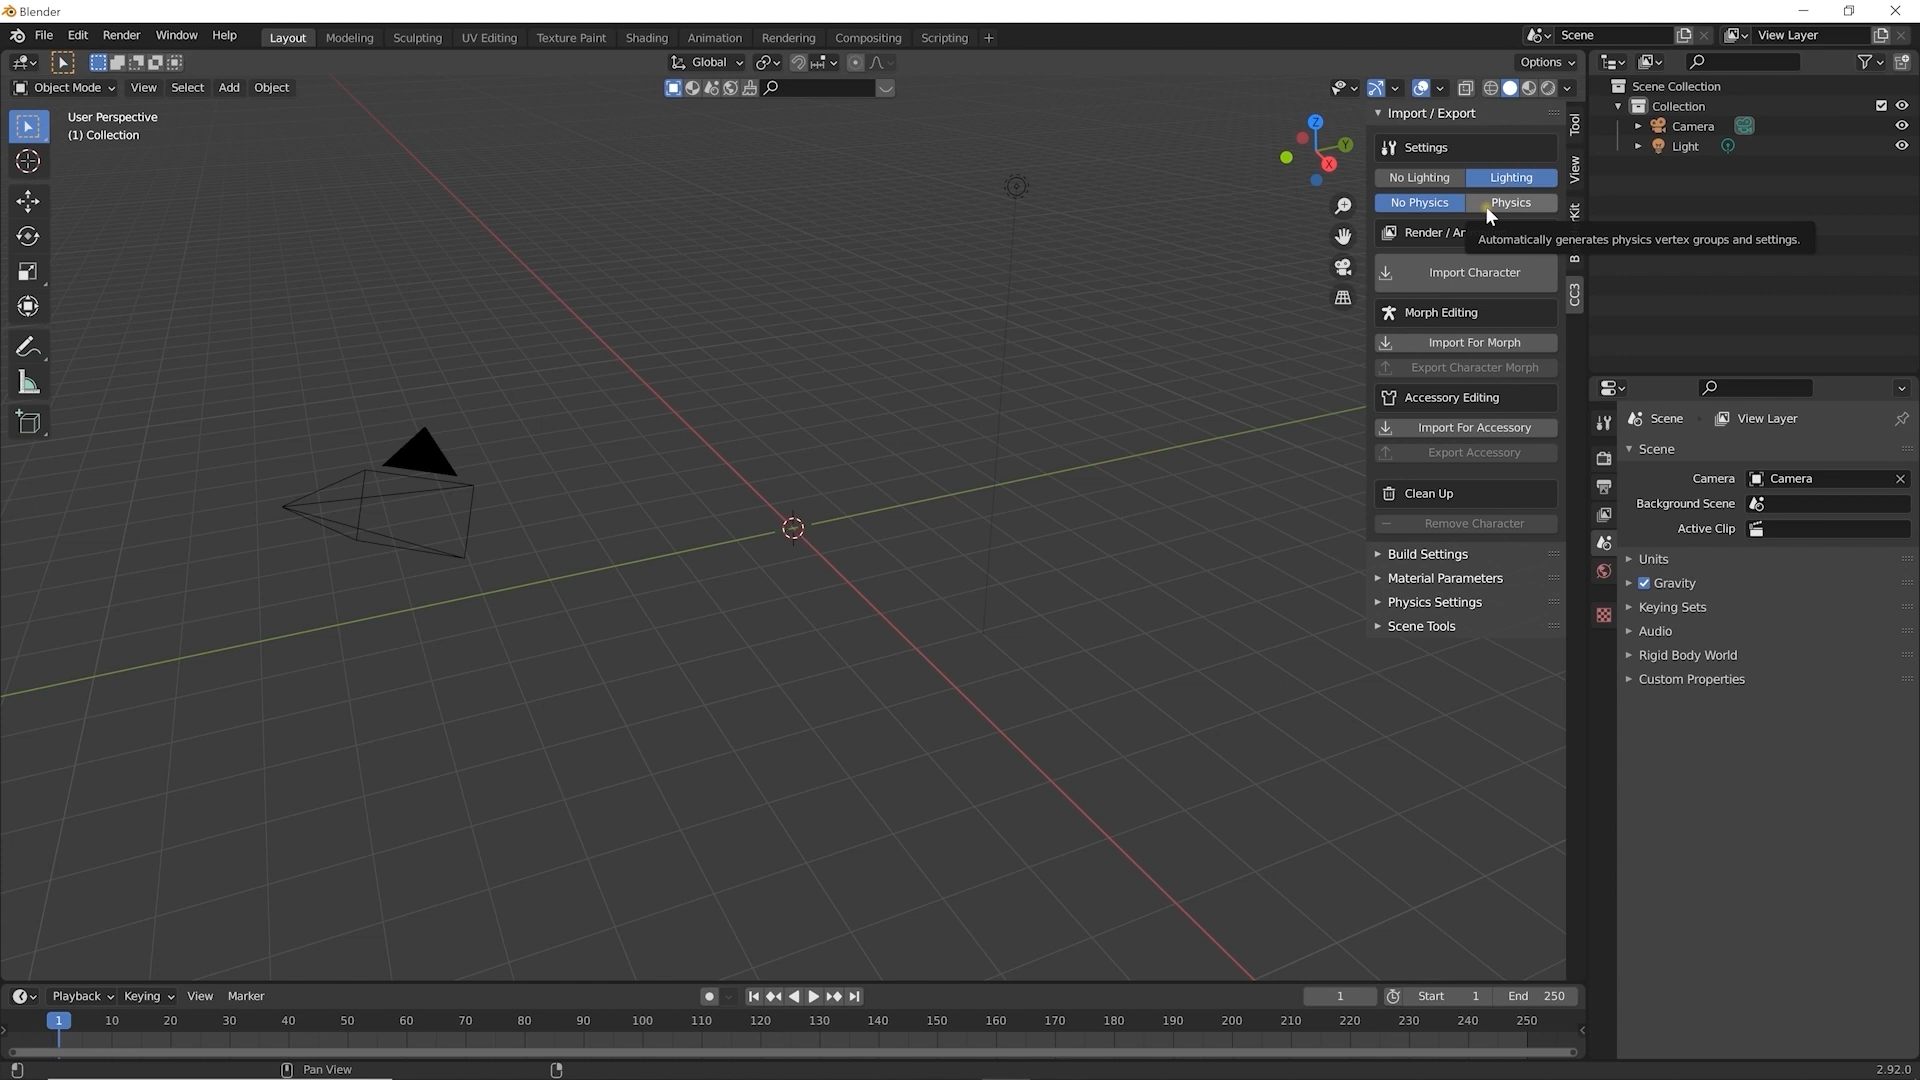 Blender
File Edit Render Window Help Layout Modeling Sculpting UV Editing Texture Paint Shading Animation Rendering Compositing Scripting + Scene View Layer
Global Options
Object Mode View Select Add Object
User Perspective
(1) Collection
Z
Y
X
Import / Export
Settings
No Lighting Lighting
No Physics Physics
Render / An
Automatically generates physics vertex groups and settings.
Import Character
Morph Editing
Import For Morph
Export Character Morph
Accessory Editing
Import For Accessory
Export Accessory
Clean Up
Remove Character
Build Settings
Material Parameters
Physics Settings
Scene Tools
Tool
View
Kit
B
CC3
Scene Collection
Collection
Camera
Light
Scene View Layer
Scene
Camera Camera
Background Scene
Active Clip
Units
Gravity
Keying Sets
Audio
Rigid Body World
Custom Properties
Playback Keying View Marker 1 Start 1 End 250
1 10 20 30 40 50 60 70 80 90 100 110 120 130 140 150 160 170 180 190 200 210 220 230 240 250
Pan View 2.92.0